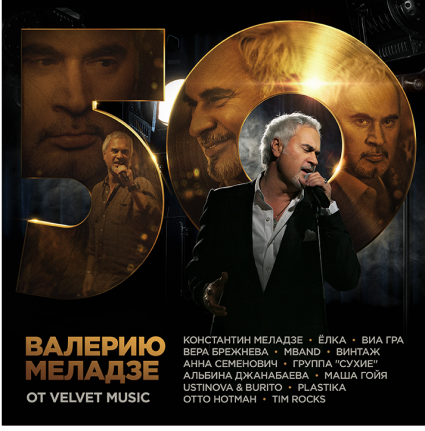 50
ВАЛЕРИЮ
МЕЛАДЗЕ
ОТ VELVET MUSIC
КОНСТАНТИН МЕЛАДЗЕ • ЁЛКА • ВИА ГРА
ВЕРА БРЕЖНЕВА • MBAND • ВИНТАЖ
АННА СЕМЕНОВИЧ • ГРУППА "СУХИЕ"
АЛЬБИНА ДЖАНАБАЕВА • МАША ГОЙЯ
USTINOVA & BURITO • PLASTIKA
ОТТО НОТМАН • TIM ROCKS